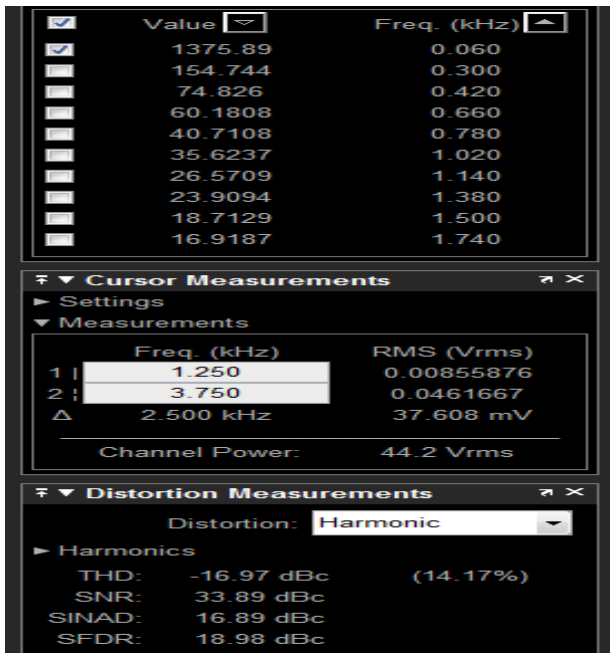 Value Freq. (kHz)
1375.89 0.060
154.744 0.300
74.826 0.420
60.1808 0.660
40.7108 0.780
35.6237 1.020
26.5709 1.140
23.9094 1.380
18.7129 1.500
16.9187 1.740
Cursor Measurements
Settings
Measurements
Freq. (kHz) RMS (Vrms)
1 | 1.250 0.00855876
2 ¦ 3.750 0.0461667
Δ 2.500 kHz 37.608 mV
Channel Power: 44.2 Vrms
Distortion Measurements
Distortion: Harmonic
Harmonics
THD: -16.97 dBc (14.17%)
SNR: 33.89 dBc
SINAD: 16.89 dBc
SFDR: 18.98 dBc